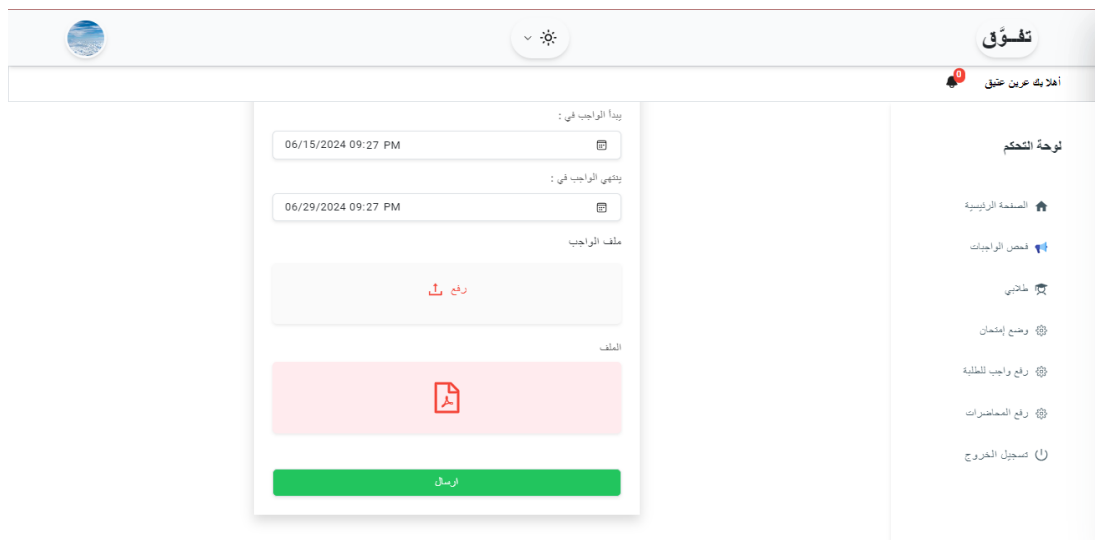 تفــوَّق
أهلا بك عرين عتيق
0
لوحة التحكم
الصفحة الرئيسية
فحص الواجبات
طلابي
وضع إمتحان
رفع واجب للطلبة
رفع المحاضرات
تسجيل الخروج
يبدأ الواجب في :
06/15/2024 09:27 PM
ينتهي الواجب في :
06/29/2024 09:27 PM
ملف الواجب
رفع
الملف
ارسال